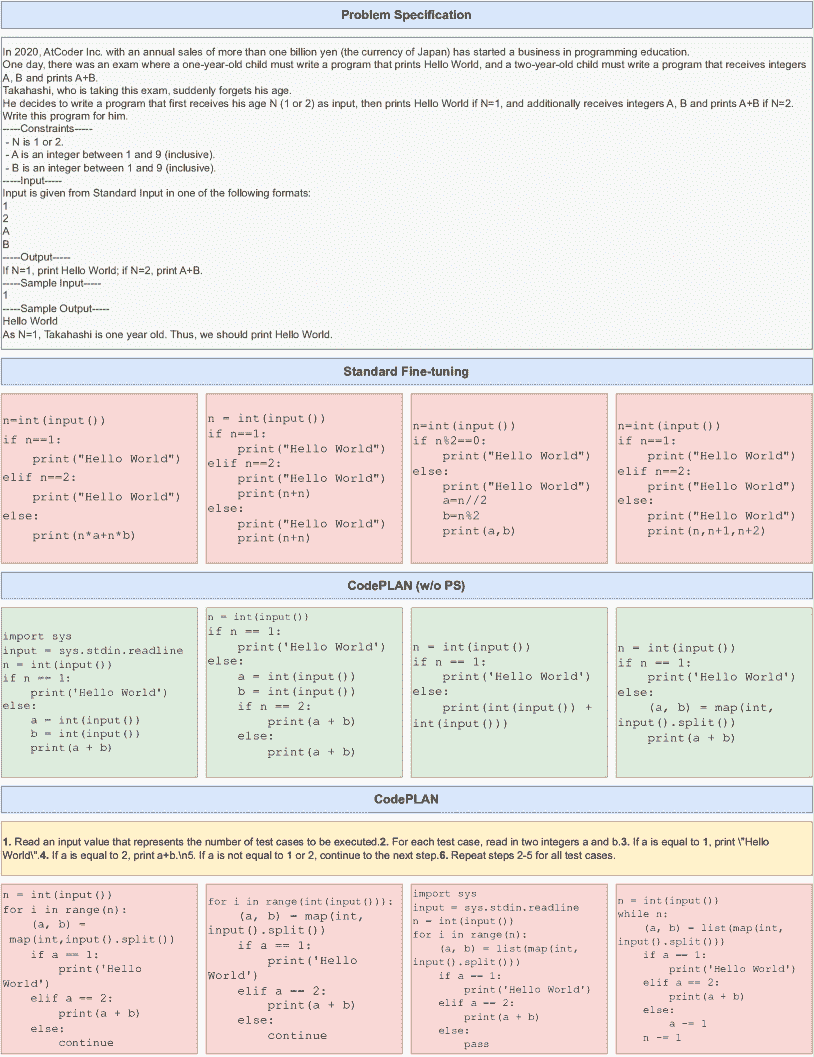 Problem Specification
In 2020, AtCoder Inc. with an annual sales of more than one billion yen (the currency of Japan) has started a business in programming education.
One day, there was an exam where a one-year-old child must write a program that prints Hello World, and a two-year-old child must write a program that receives integers
A, B and prints A+B.
Takahashi, who is taking this exam, suddenly forgets his age.
He decides to write a program that first receives his age N (1 or 2) as input, then prints Hello World if N=1, and additionally receives integers A, B and prints A+B if N=2.
Write this program for him.
-----Constraints-----
- N is 1 or 2.
- A is an integer between 1 and 9 (inclusive).
- B is an integer between 1 and 9 (inclusive).
-----Input-----
Input is given from Standard Input in one of the following formats:
1
2
A
B
-----Output-----
If N=1, print Hello World; if N=2, print A+B.
-----Sample Input-----
1
-----Sample Output-----
Hello World
As N=1, Takahashi is one year old. Thus, we should print Hello World.
Standard Fine-tuning
n=int(input())
if n==1:
    print("Hello World")
elif n==2:
    print("Hello World")
else:
    print(n*a+n*b)
n = int(input())
if n==1:
    print("Hello World")
elif n==2:
    print("Hello World")
    print(n+n)
else:
    print("Hello World")
    print(n+n)
n=int(input())
if n%2==0:
    print("Hello World")
else:
    print("Hello World")
    a=n//2
    b=n%2
    print(a,b)
n=int(input())
if n==1:
    print("Hello World")
elif n==2:
    print("Hello World")
else:
    print("Hello World")
    print(n,n+1,n+2)
CodePLAN (w/o PS)
import sys
input = sys.stdin.readline
n = int(input())
if n == 1:
    print('Hello World')
else:
    a = int(input())
    b = int(input())
    print(a + b)
n = int(input())
if n == 1:
    print('Hello World')
else:
    a = int(input())
    b = int(input())
    if n == 2:
        print(a + b)
    else:
        print(a + b)
n = int(input())
if n == 1:
    print('Hello World')
else:
    print(int(input()) +
int(input()))
n = int(input())
if n == 1:
    print('Hello World')
else:
    (a, b) = map(int,
input().split())
    print(a + b)
CodePLAN
1. Read an input value that represents the number of test cases to be executed.2. For each test case, read in two integers a and b.3. If a is equal to 1, print \"Hello
World\".4. If a is equal to 2, print a+b.\n5. If a is not equal to 1 or 2, continue to the next step.6. Repeat steps 2-5 for all test cases.
n = int(input())
for i in range(n):
    (a, b) =
map(int,input().split())
    if a == 1:
        print('Hello
World')
    elif a == 2:
        print(a + b)
    else:
        continue
for i in range(int(input())):
    (a, b) = map(int,
input().split())
    if a == 1:
        print('Hello
World')
    elif a == 2:
        print(a + b)
    else:
        continue
import sys
input = sys.stdin.readline
n = int(input())
for i in range(n):
    (a, b) = list(map(int,
input().split()))
    if a == 1:
        print('Hello World')
    elif a == 2:
        print(a + b)
    else:
        pass
n = int(input())
while n:
    (a, b) = list(map(int,
input().split()))
    if a == 1:
        print('Hello World')
    elif a == 2:
        print(a + b)
    else:
        a -= 1
    n -= 1